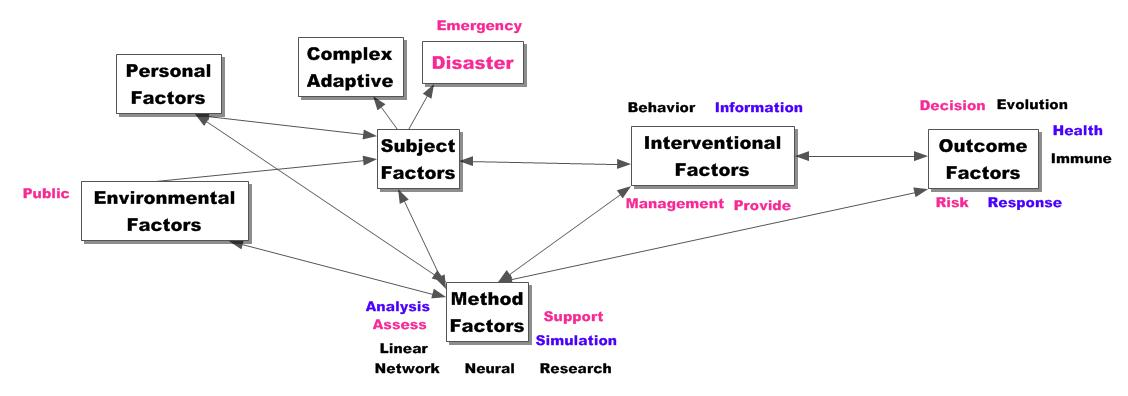 Emergency
Complex
Adaptive
Disaster
Personal
Factors
Behavior
Information
Decision
Evolution
Health
Immune
Subject
Factors
Interventional
Factors
Outcome
Factors
Public
Environmental
Factors
Management
Provide
Risk
Response
Analysis
Assess
Linear
Network
Method
Factors
Support
Simulation
Neural
Research